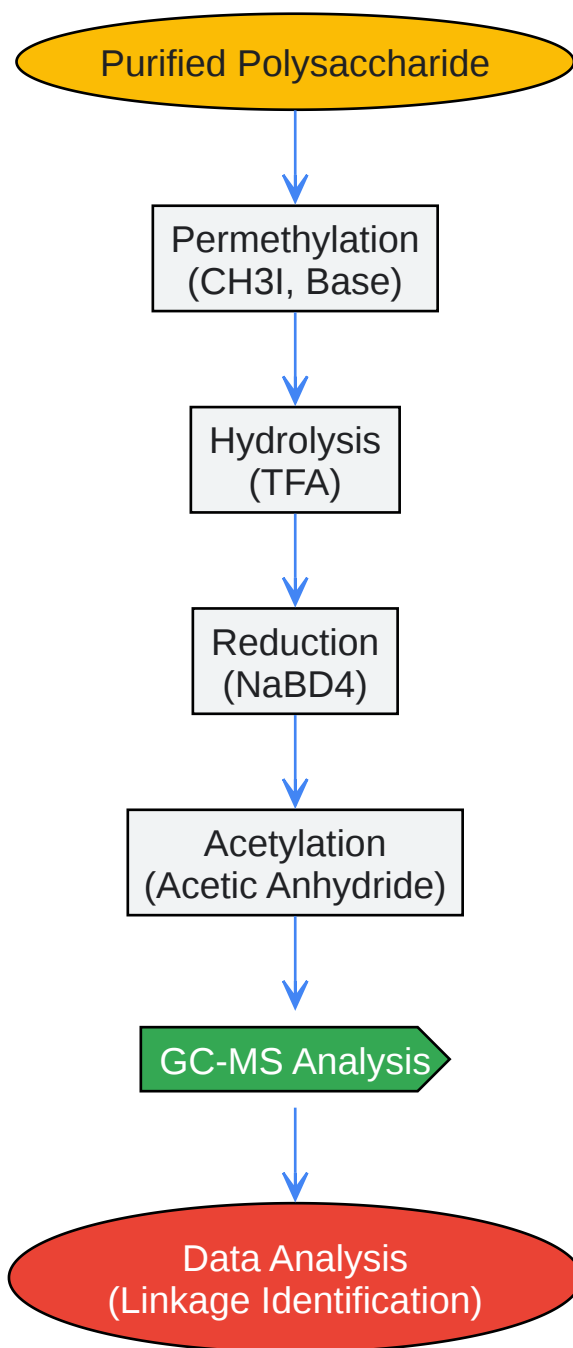 Purified Polysaccharide
Permethylation
(CH3I, Base)
Hydrolysis
(TFA)
Reduction
(NaBD4)
Acetylation
(Acetic Anhydride)
GC-MS Analysis
Data Analysis
(Linkage Identification)